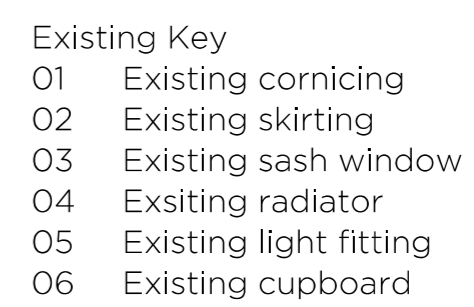 Existing Key
01 Existing cornicing
02 Existing skirting
03 Existing sash window
04 Exsiting radiator
05 Existing light fitting
06 Existing cupboard